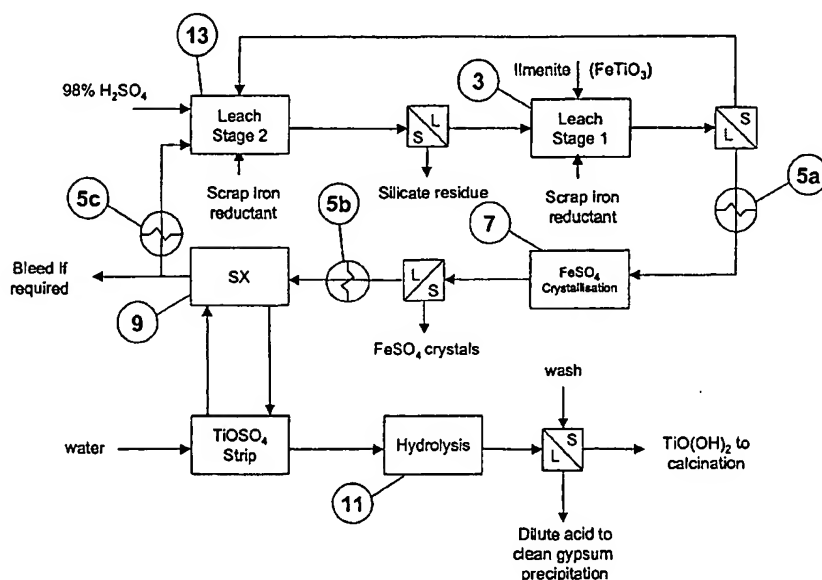 13
Ilmenite (FeTiO3)
3
98% H2SO4
Leach
Stage 2
S
L
Leach
Stage 1
S
L
Scrap iron
reductant
Silicate residue
Scrap iron
reductant
5a
5c
5b
7
Bleed if
required
SX
L
S
FeSO4
Crystallisation
9
FeSO4 crystals
wash
water
TiOSO4
Strip
Hydrolysis
S
L
TiO(OH)2 to
calcination
11
Dilute acid to
clean gypsum
precipitation